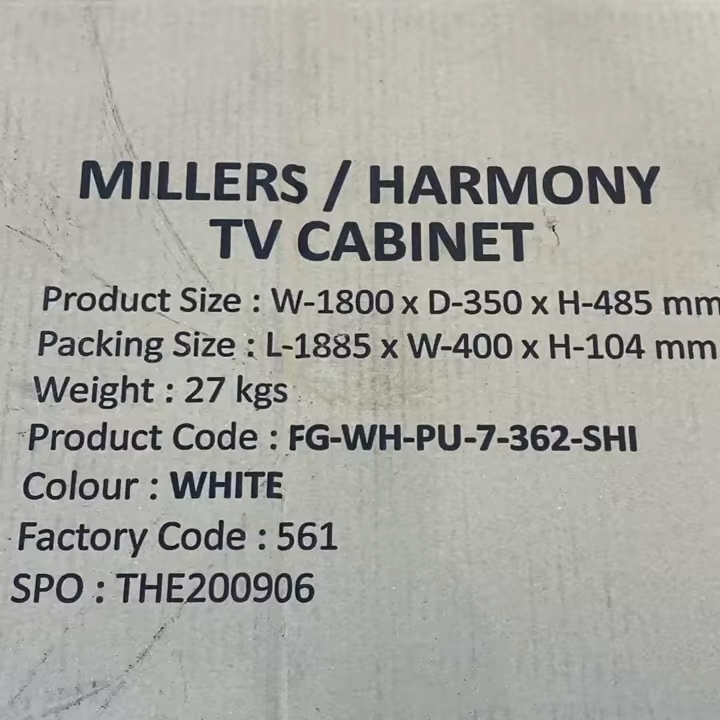 MILLERS / HARMONY
TV CABINET
Product Size : W-1800 x D-350 x H-485 mm
Packing Size : L-1885 x W-400 x H-104 mm
Weight : 27 kgs
Product Code : FG-WH-PU-7-362-SHI
Colour : WHITE
Factory Code : 561
SPO : THE200906